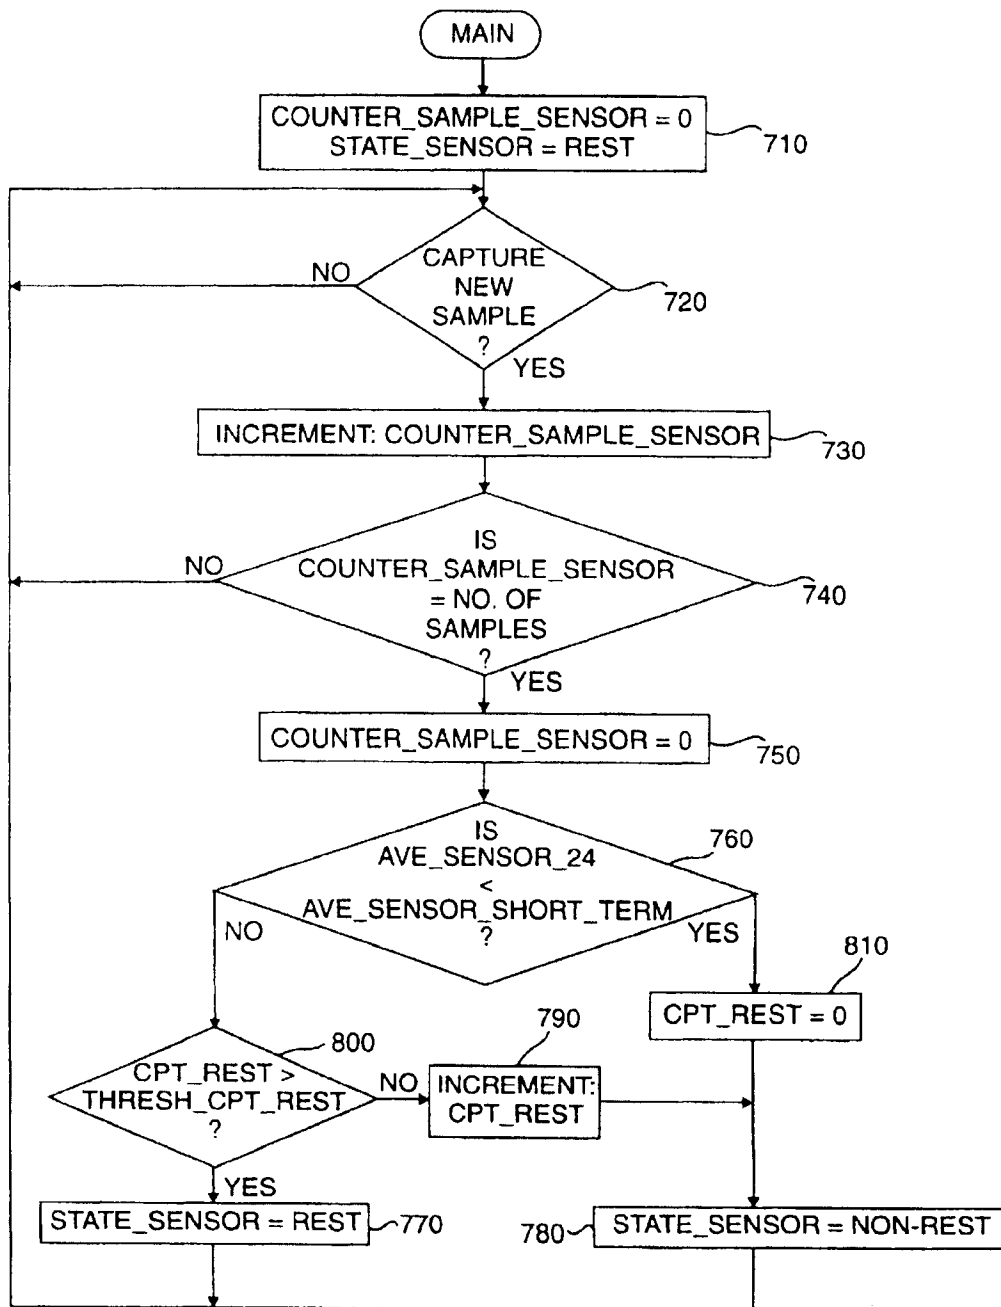 MAIN
COUNTER_SAMPLE_SENSOR = 0
STATE_SENSOR = REST
710
CAPTURE
NEW
SAMPLE
?
NO
720
YES
INCREMENT: COUNTER_SAMPLE_SENSOR
730
IS
COUNTER_SAMPLE_SENSOR
= NO. OF
SAMPLES
?
NO
740
YES
COUNTER_SAMPLE_SENSOR = 0
750
IS
AVE_SENSOR_24
<
AVE_SENSOR_SHORT_TERM
?
760
NO
YES
810
CPT_REST = 0
800
CPT_REST >
THRESH_CPT_REST
?
NO
790
INCREMENT:
CPT_REST
YES
STATE_SENSOR = REST
770
780
STATE_SENSOR = NON-REST